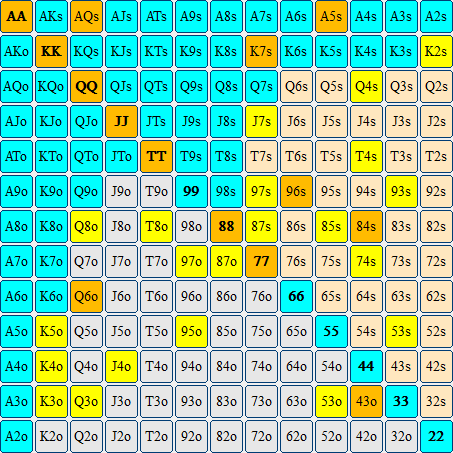 AA AKs AQs AJs ATs A9s A8s A7s A6s A5s A4s A3s A2s
AKo KK KQs KJs KTs K9s K8s K7s K6s K5s K4s K3s K2s
AQo KQo QQ QJs QTs Q9s Q8s Q7s Q6s Q5s Q4s Q3s Q2s
AJo KJo QJo JJ JTs J9s J8s J7s J6s J5s J4s J3s J2s
ATo KTo QTo JTo TT T9s T8s T7s T6s T5s T4s T3s T2s
A9o K9o Q9o J9o T9o 99 98s 97s 96s 95s 94s 93s 92s
A8o K8o Q8o J8o T8o 98o 88 87s 86s 85s 84s 83s 82s
A7o K7o Q7o J7o T7o 97o 87o 77 76s 75s 74s 73s 72s
A6o K6o Q6o J6o T6o 96o 86o 76o 66 65s 64s 63s 62s
A5o K5o Q5o J5o T5o 95o 85o 75o 65o 55 54s 53s 52s
A4o K4o Q4o J4o T4o 94o 84o 74o 64o 54o 44 43s 42s
A3o K3o Q3o J3o T3o 93o 83o 73o 63o 53o 43o 33 32s
A2o K2o Q2o J2o T2o 92o 82o 72o 62o 52o 42o 32o 22